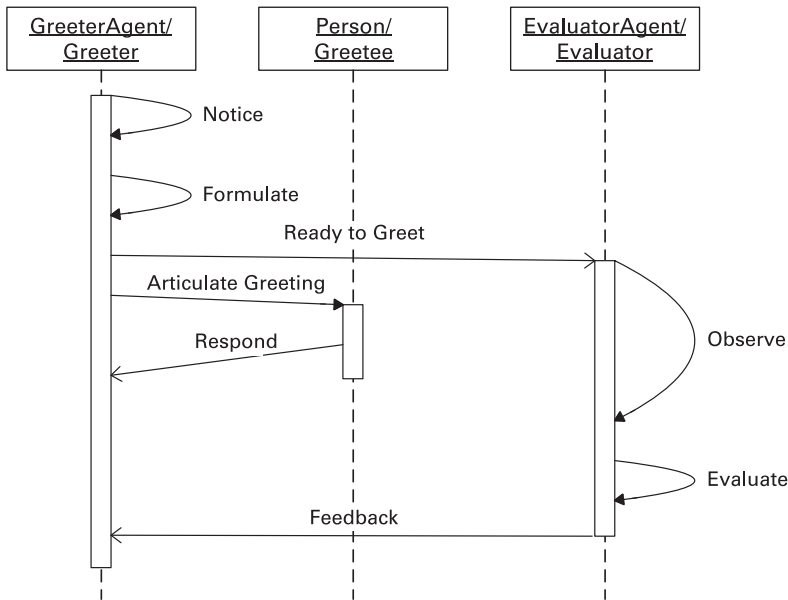 GreeterAgent/
Greeter
Person/
Greetee
EvaluatorAgent/
Evaluator
Notice
Formulate
Ready to Greet
Articulate Greeting
Respond
Observe
Evaluate
Feedback